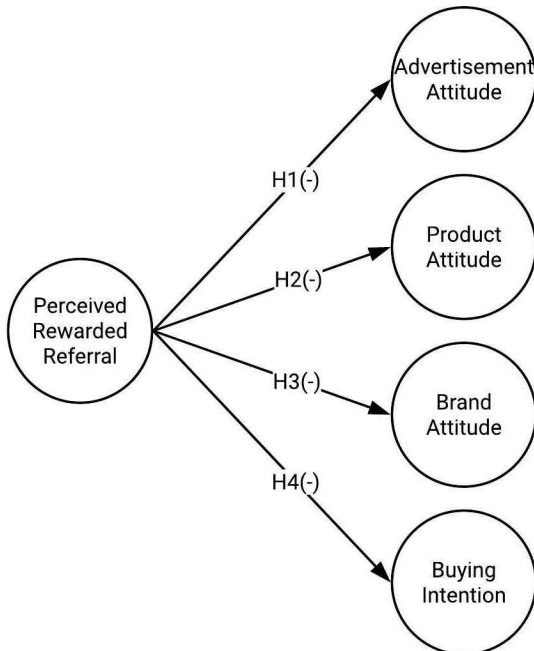 Advertisement
Attitude
H1(-)
Product
Attitude
H2(-)
Perceived
Rewarded
Referral
H3(-)
Brand
Attitude
H4(-)
Buying
Intention